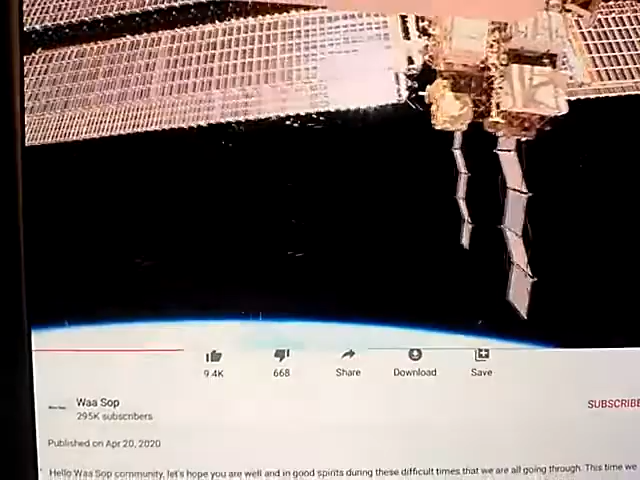 9.4K 668 Share Download Save
Waa Sop
295K subscribers
SUBSCRIBE
Published on Apr 20, 2020
Hello Waa Sop community, let's hope you are well and in good spirits during these difficult times that we are all going through. This time we